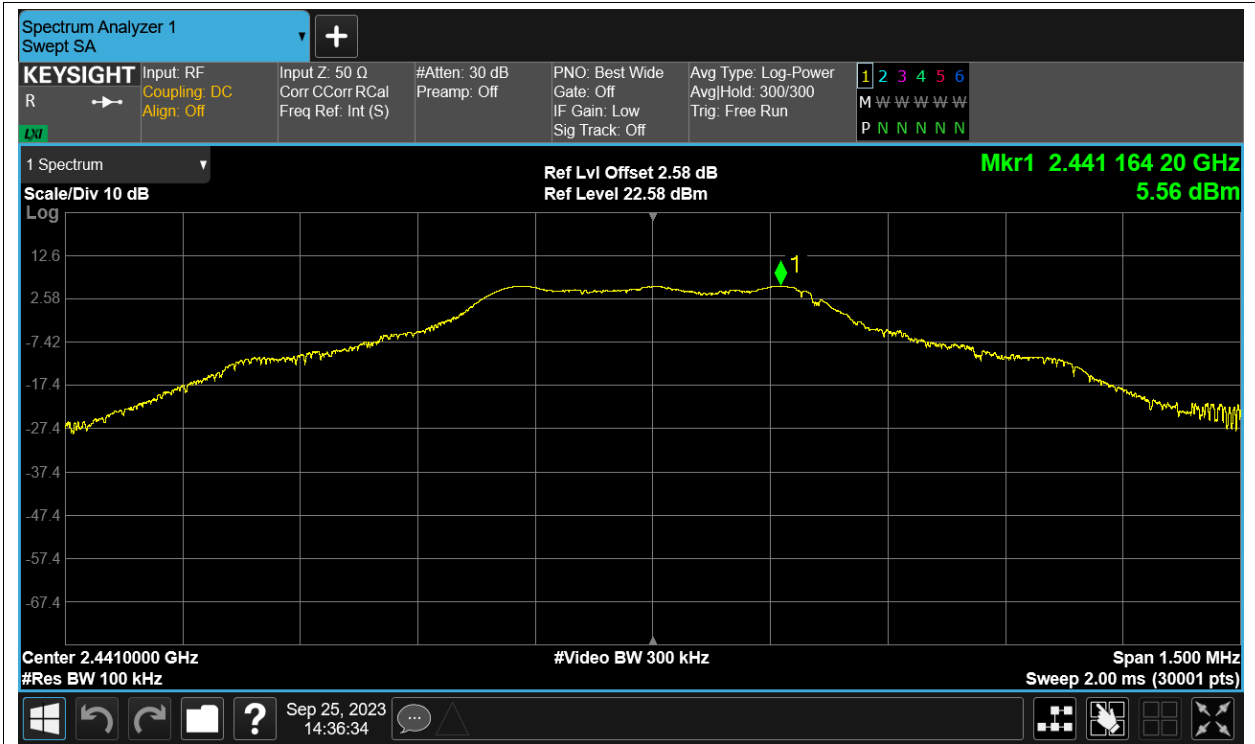 Spectrum Analyzer 1
Swept SA
KEYSIGHT
R
LXI
Input: RF
Coupling: DC
Align: Off
Input Z: 50 Ω
Corr CCorr RCal
Freq Ref: Int (S)
#Atten: 30 dB
Preamp: Off
PNO: Best Wide
Gate: Off
IF Gain: Low
Sig Track: Off
Avg Type: Log-Power
Avg|Hold: 300/300
Trig: Free Run
1 2 3 4 5 6
M W W W W W
P N N N N N
1 Spectrum
Scale/Div 10 dB
Log
Ref Lvl Offset 2.58 dB
Ref Level 22.58 dBm
Mkr1 2.441 164 20 GHz
5.56 dBm
12.6
1
2.58
-7.42
-17.4
-27.4
-37.4
-47.4
-57.4
-67.4
Center 2.4410000 GHz
#Video BW 300 kHz
Span 1.500 MHz
#Res BW 100 kHz
Sweep 2.00 ms (30001 pts)
?
Sep 25, 2023
14:36:34